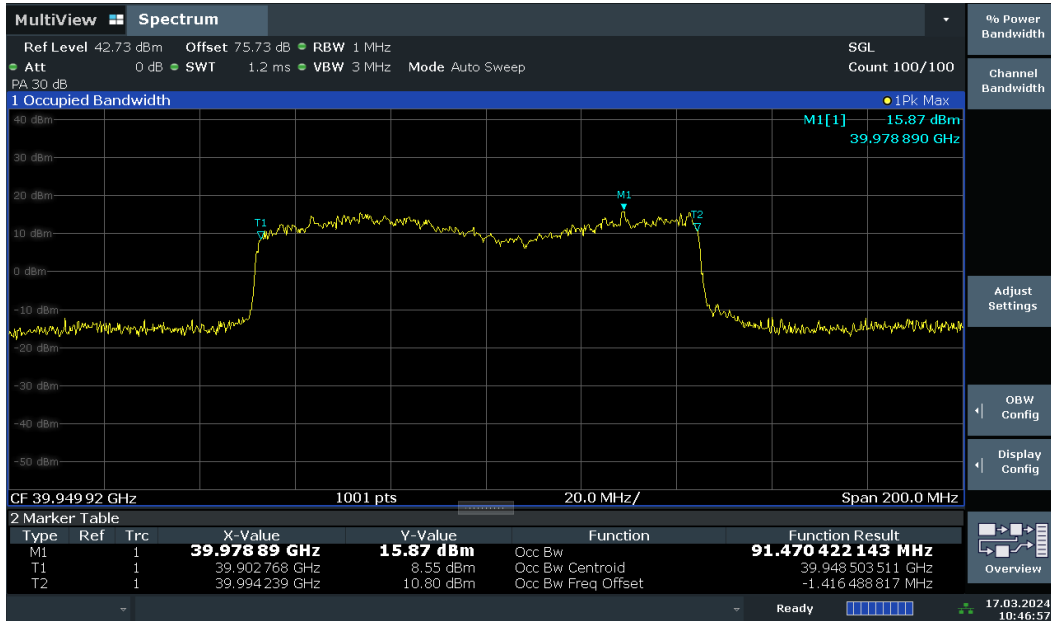 MultiView Spectrum
Ref Level 42.73 dBm Offset 75.73 dB RBW 1 MHz SGL
Att 0 dB SWT 1.2 ms VBW 3 MHz Mode Auto Sweep Count 100/100
PA 30 dB
1 Occupied Bandwidth 1Pk Max
40 dBm M1[1] 15.87 dBm
39.978 890 GHz
30 dBm
20 dBm
M1
T1
T2
10 dBm
0 dBm
-10 dBm
-20 dBm
-30 dBm
-40 dBm
-50 dBm
CF 39.949 92 GHz 1001 pts 20.0 MHz/ Span 200.0 MHz
2 Marker Table
Type Ref Trc X-Value Y-Value Function Function Result
M1 1 39.978 89 GHz 15.87 dBm Occ Bw 91.470 422 143 MHz
T1 1 39.902 768 GHz 8.55 dBm Occ Bw Centroid 39.948 503 511 GHz
T2 1 39.994 239 GHz 10.80 dBm Occ Bw Freq Offset -1.416 488 817 MHz
Ready
17.03.2024
10:46:57
% Power
Bandwidth
Channel
Bandwidth
Adjust
Settings
OBW
Config
Display
Config
Overview